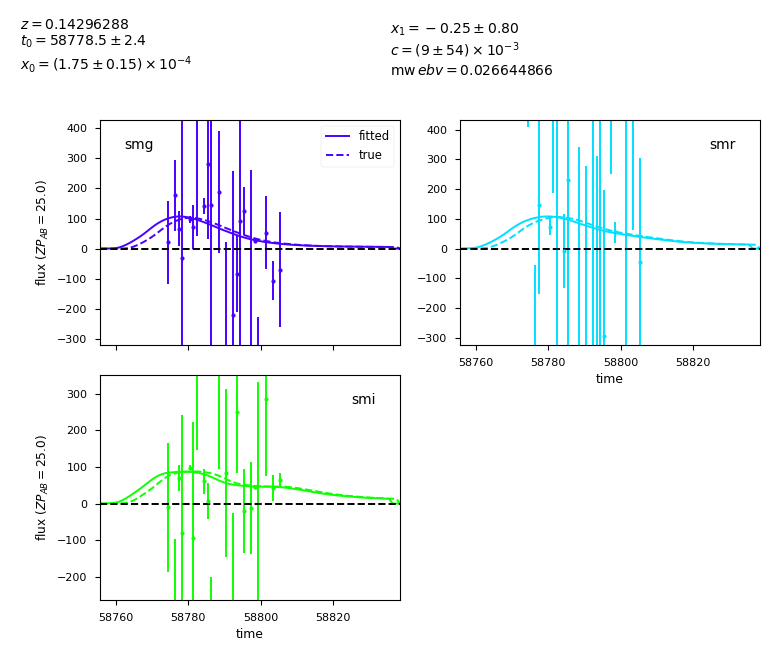 z = 0.14296288
t₀ = 58778.5 ± 2.4
x₀ = (1.75 ± 0.15) × 10⁻⁴
x₁ = −0.25 ± 0.80
c = (9 ± 54) × 10⁻³
mw ebv = 0.026644866
smg
fitted
true
400
300
200
100
0
−100
−200
−300
flux (ZP_AB = 25.0)
smr
400
300
200
100
0
−100
−200
−300
58760 58780 58800 58820
time
smi
300
200
100
0
−100
−200
flux (ZP_AB = 25.0)
58760 58780 58800 58820
time